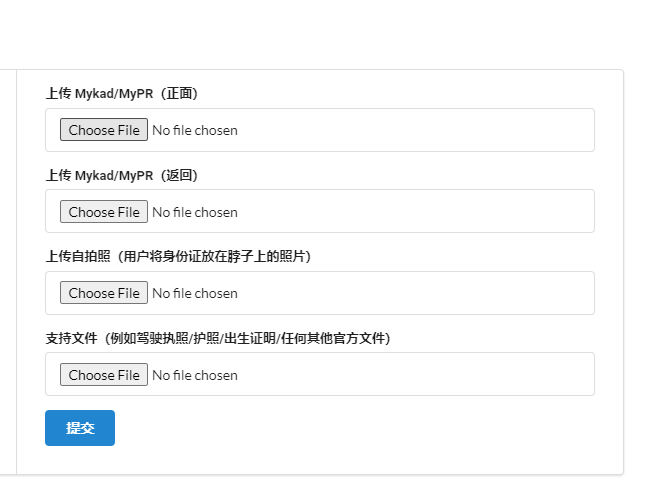 上传 Mykad/MyPR（正面）
Choose File No file chosen
上传 Mykad/MyPR（返回）
Choose File No file chosen
上传自拍照（用户将身份证放在脖子上的照片）
Choose File No file chosen
支持文件（例如驾驶执照/护照/出生证明/任何其他官方文件）
Choose File No file chosen
提交